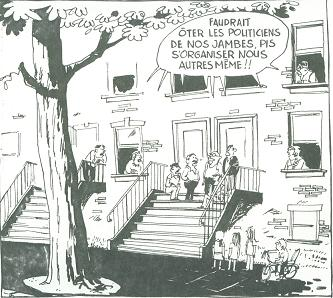 FAUDRAIT
ÔTER LES POLITICIENS
DE NOS JAMBES, PIS
S'ORGANISER NOUS
AUTRES MÊME!!